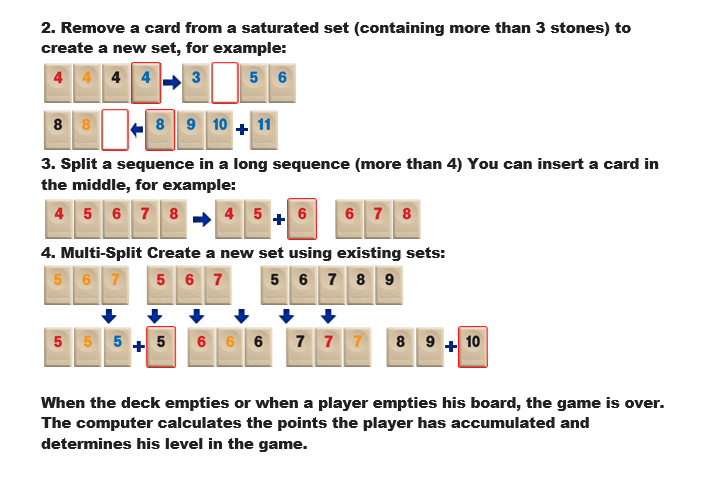 2. Remove a card from a saturated set (containing more than 3 stones) to
create a new set, for example:
4 4 4 4 3 5 6
8 8 8 9 10 + 11
3. Split a sequence in a long sequence (more than 4) You can insert a card in
the middle, for example:
4 5 6 7 8 4 5 + 6 6 7 8
4. Multi-Split Create a new set using existing sets:
5 6 7 5 6 7 5 6 7 8 9
5 5 5 + 5 6 6 6 7 7 7 8 9 + 10
When the deck empties or when a player empties his board, the game is over.
The computer calculates the points the player has accumulated and
determines his level in the game.